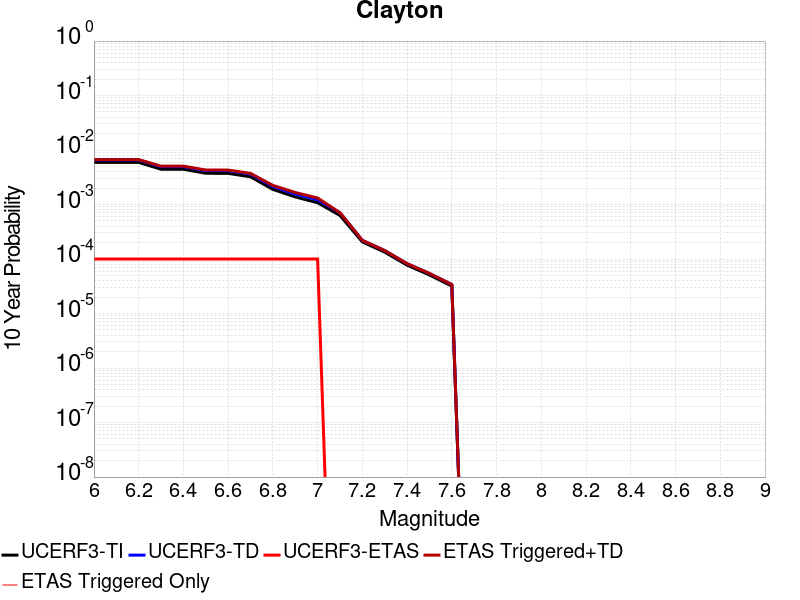 Clayton
10 Year Probability
10^0
10^-1
10^-2
10^-3
10^-4
10^-5
10^-6
10^-7
10^-8
6 6.2 6.4 6.6 6.8 7 7.2 7.4 7.6 7.8 8 8.2 8.4 8.6 8.8 9
Magnitude
UCERF3-TI UCERF3-TD UCERF3-ETAS ETAS Triggered+TD
ETAS Triggered Only